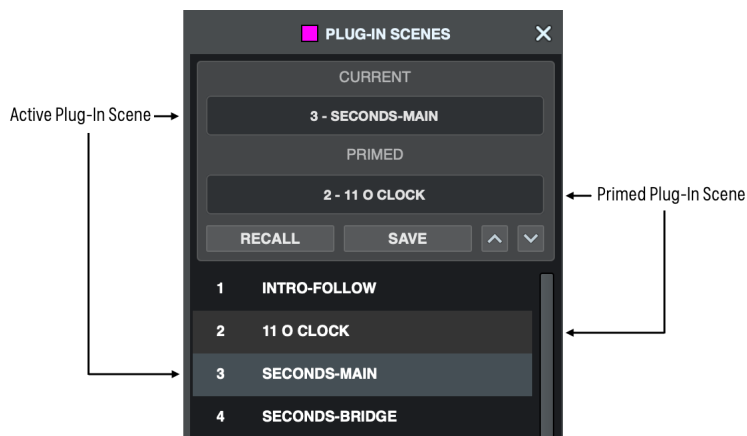 PLUG-IN SCENES
CURRENT
Active Plug-In Scene
3 - SECONDS-MAIN
PRIMED
2 - 11 O CLOCK
Primed Plug-In Scene
RECALL SAVE
1 INTRO-FOLLOW
2 11 O CLOCK
3 SECONDS-MAIN
4 SECONDS-BRIDGE